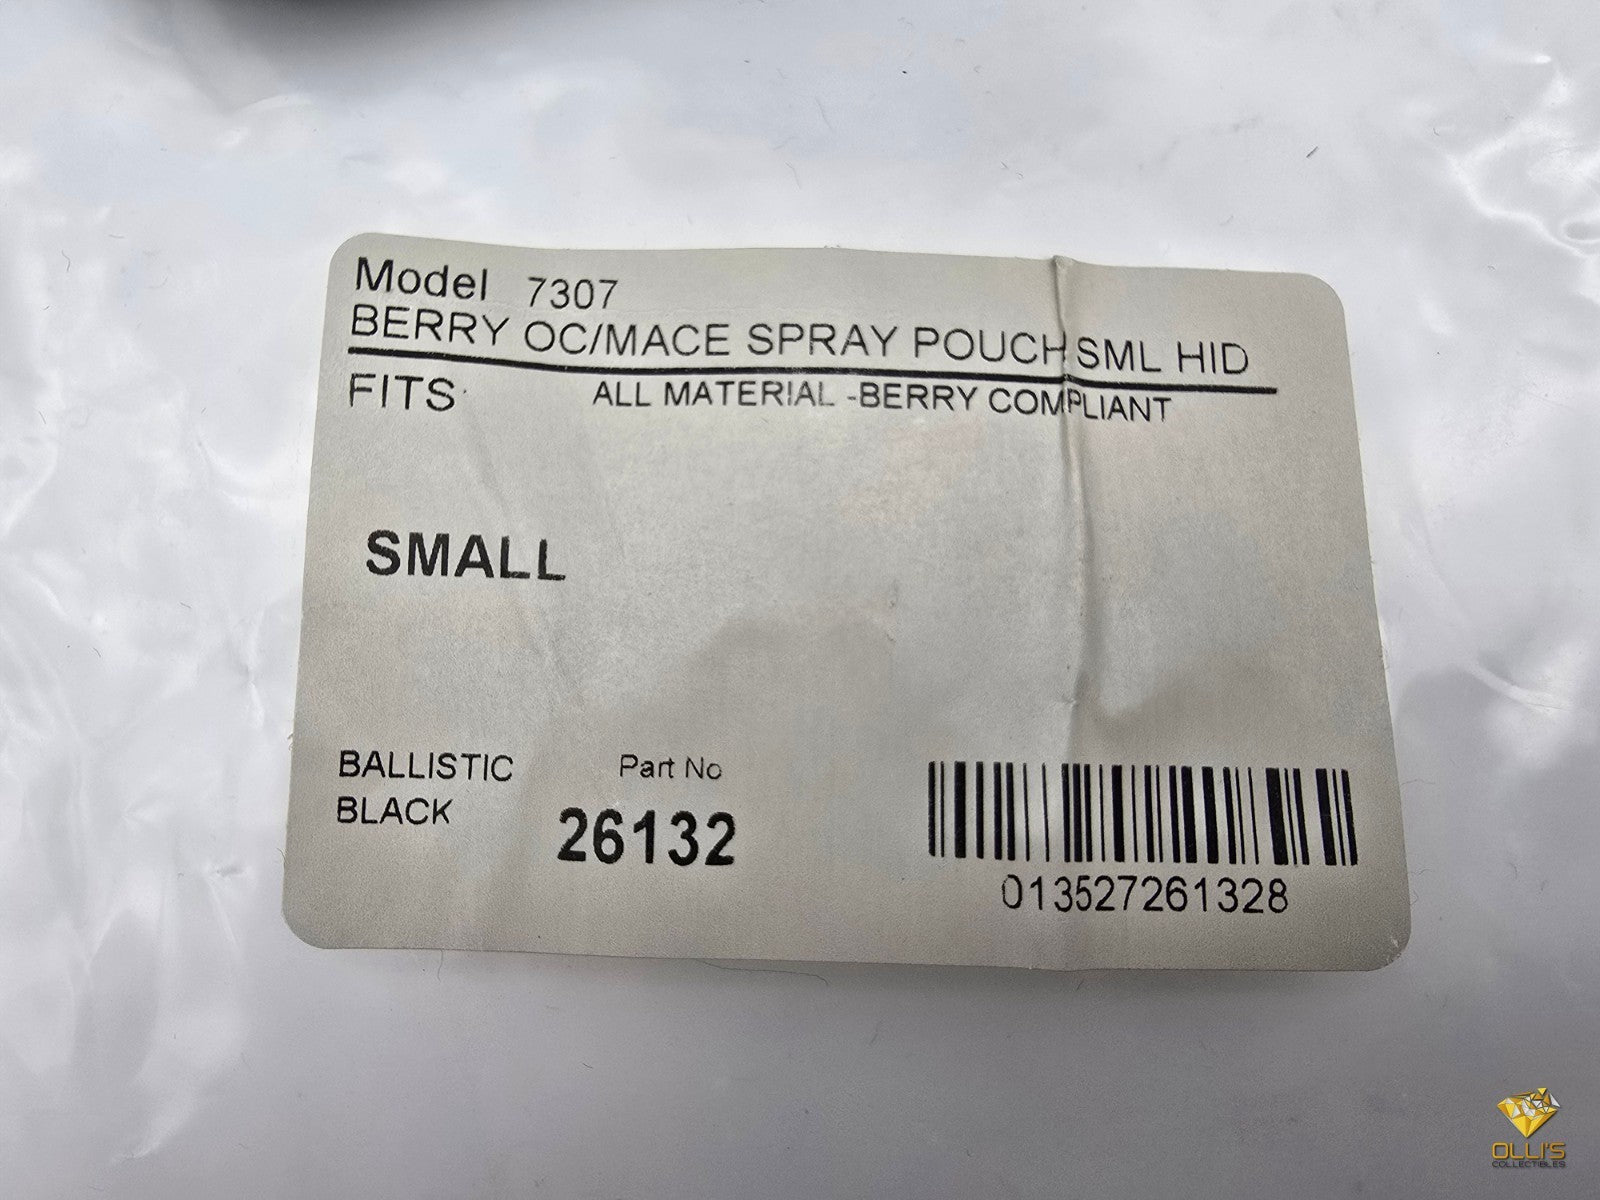 Model 7307
BERRY OC/MACE SPRAY POUCH SML HID
FITS: ALL MATERIAL -BERRY COMPLIANT
SMALL
BALLISTIC
BLACK
Part No
26132
013527261328
OLLI'S
COLLECTIBLES